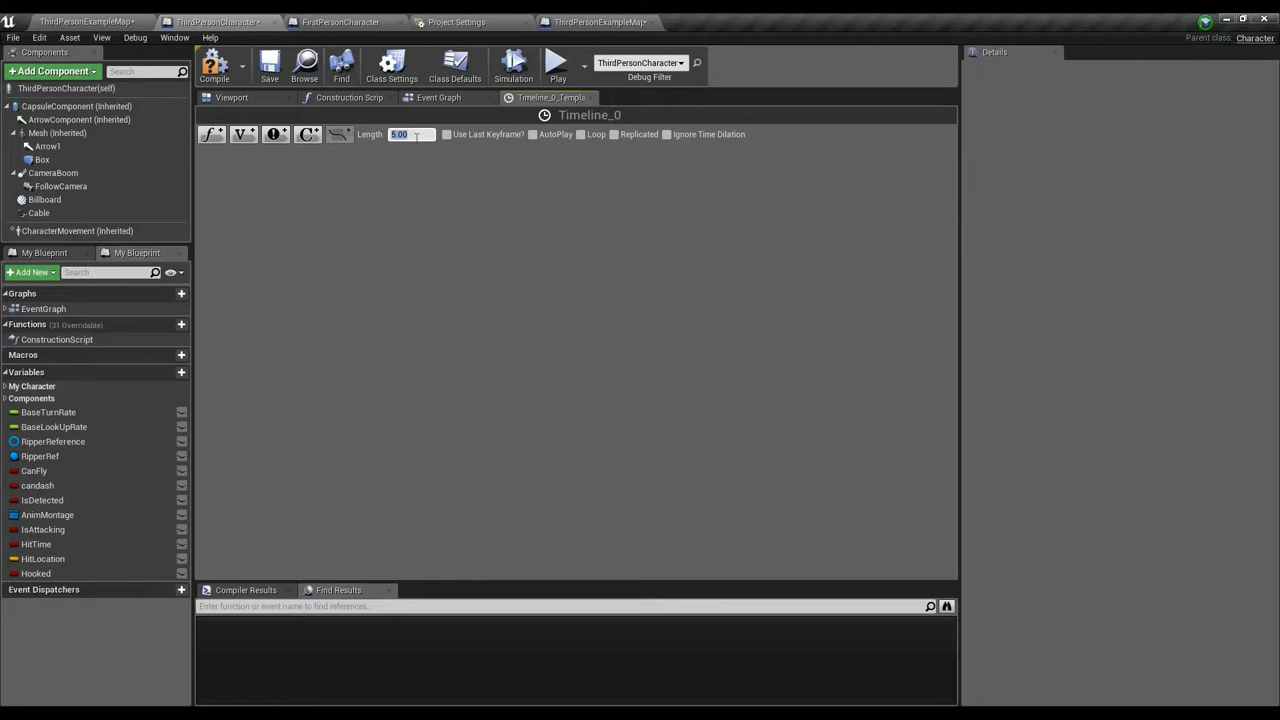 ThirdPersonExampleMap•
ThirdPersonCharacter•
FirstPersonCharacter
Project Settings
ThirdPersonExampleMap•
File Edit Asset View Debug Window Help
Parent class: Character
Components
+Add Component
Search
ThirdPersonCharacter(self)
CapsuleComponent (Inherited)
ArrowComponent (Inherited)
Mesh (Inherited)
Arrow1
Box
CameraBoom
FollowCamera
Billboard
Cable
CharacterMovement (Inherited)
My Blueprint
My Blueprint
+Add New
Search
Graphs
EventGraph
Functions (31 Overridable)
ConstructionScript
Macros
Variables
My Character
Components
BaseTurnRate
BaseLookUpRate
RipperReference
RipperRef
CanFly
candash
IsDetected
AnimMontage
IsAttacking
HitTime
HitLocation
Hooked
Event Dispatchers
Compile
Save
Browse
Find
Class Settings
Class Defaults
Simulation
Play
ThirdPersonCharacter
Debug Filter
Viewport
Construction Scrip
Event Graph
Timeline_0_Templa
Timeline_0
Length 5.00 Use Last Keyframe? AutoPlay Loop Replicated Ignore Time Dilation
Compiler Results
Find Results
Enter function or event name to find references...
Details